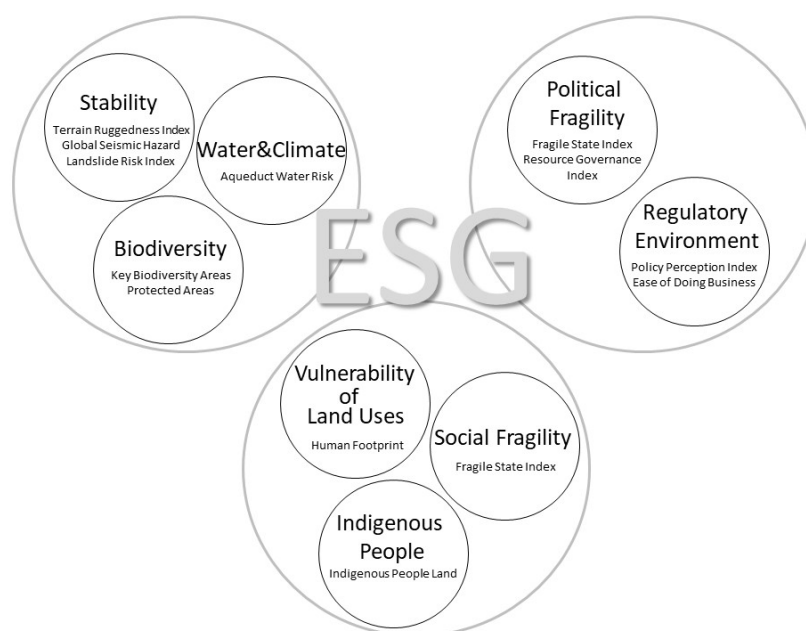 Stability
Terrain Ruggedness Index
Global Seismic Hazard
Landslide Risk Index
Water&Climate
Aqueduct Water Risk
Biodiversity
Key Biodiversity Areas
Protected Areas
ESG
Political
Fragility
Fragile State Index
Resource Governance
Index
Regulatory
Environment
Policy Perception Index
Ease of Doing Business
Vulnerability
of
Land Uses
Human Footprint
Social Fragility
Fragile State Index
Indigenous
People
Indigenous People Land